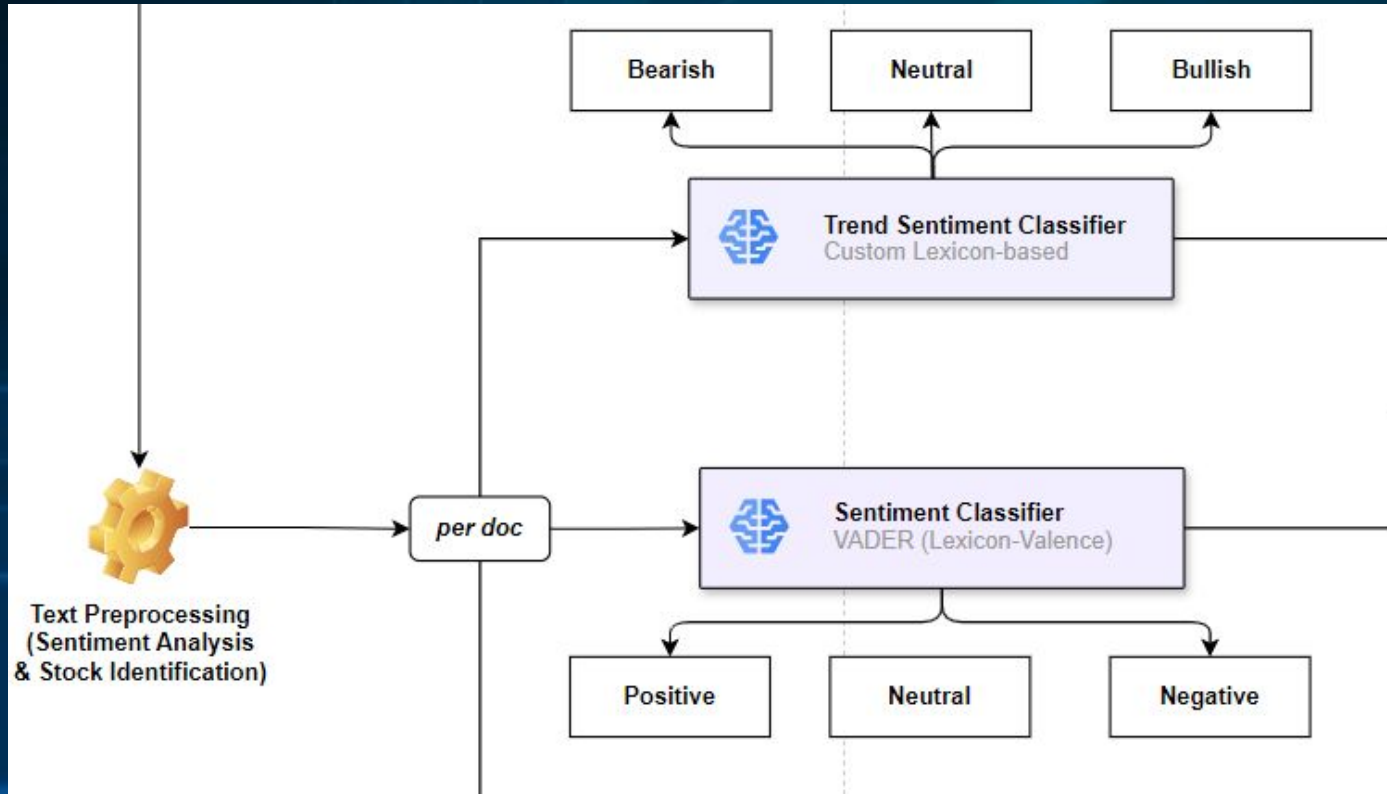 Bearish
Neutral
Bullish
Trend Sentiment Classifier
Custom Lexicon-based
per doc
Sentiment Classifier
VADER (Lexicon-Valence)
Text Preprocessing
(Sentiment Analysis
& Stock Identification)
Positive
Neutral
Negative